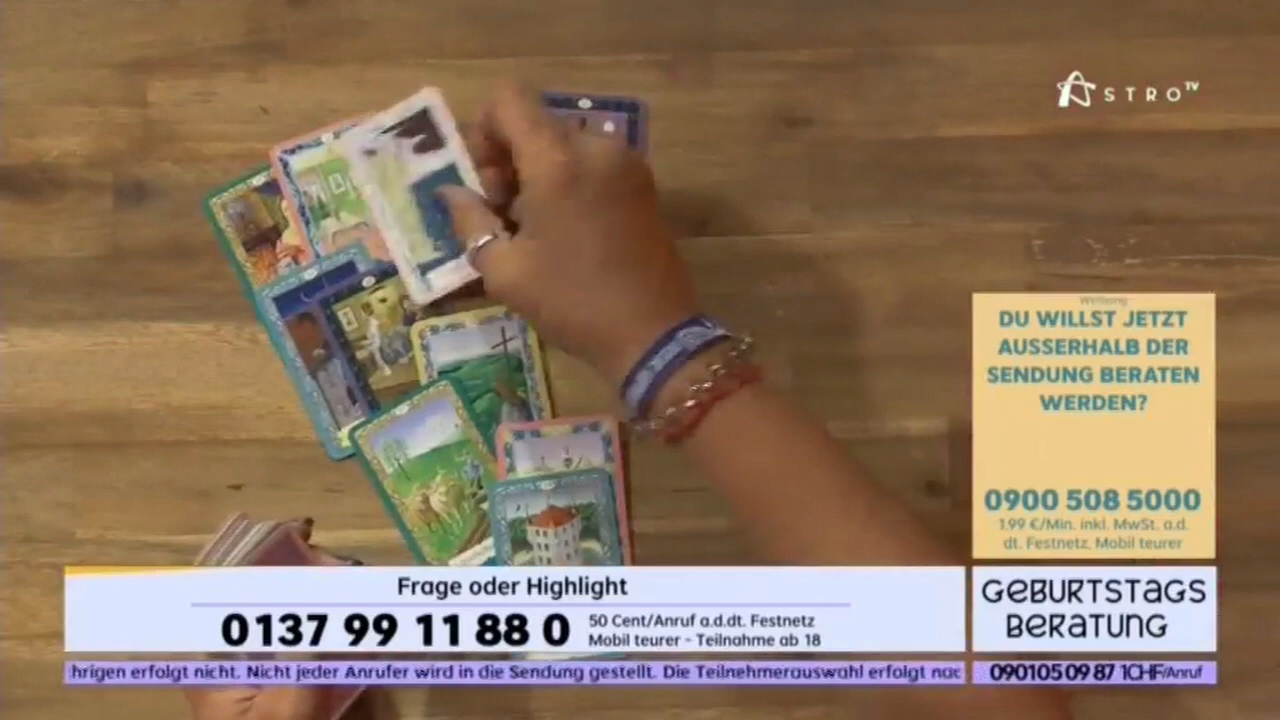 ASTRO TV
Werbung
DU WILLST JETZT
AUSSERHALB DER
SENDUNG BERATEN
WERDEN?
0900 508 5000
1.99 €/Min. inkl. MwSt. a.d.
dt. Festnetz, Mobil teurer
Frage oder Highlight
0137 99 11 88 0
50 Cent/Anruf a.d.dt. Festnetz
Mobil teurer - Teilnahme ab 18
GEBURTSTAGS
BERATUNG
hrigen erfolgt nicht. Nicht jeder Anrufer wird in die Sendung gestellt. Die Teilnehmerauswahl erfolgt nac
0901 05 09 87 1CHF/Anruf